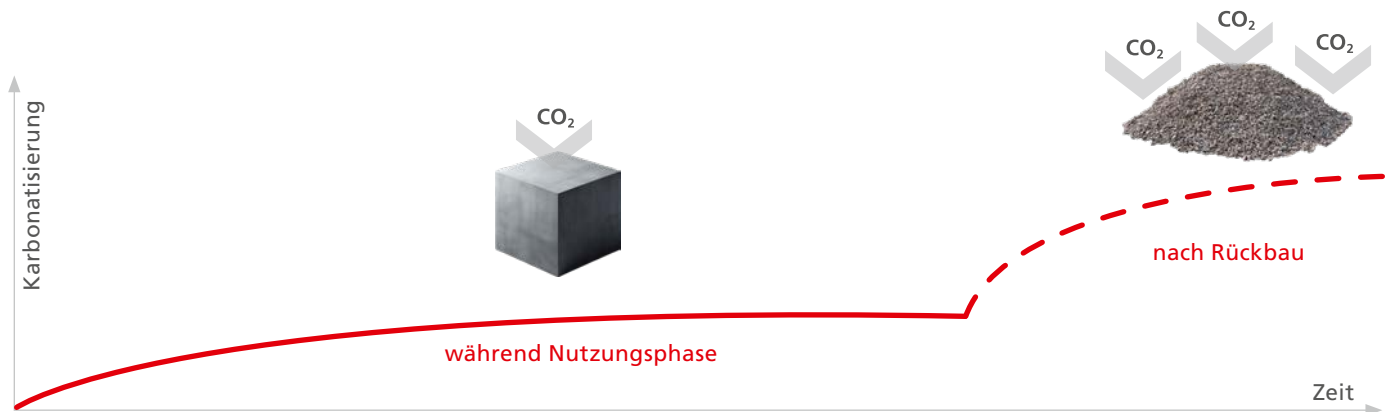 CO₂
CO₂
CO₂
CO₂
Karbonatisierung
nach Rückbau
während Nutzungsphase
Zeit